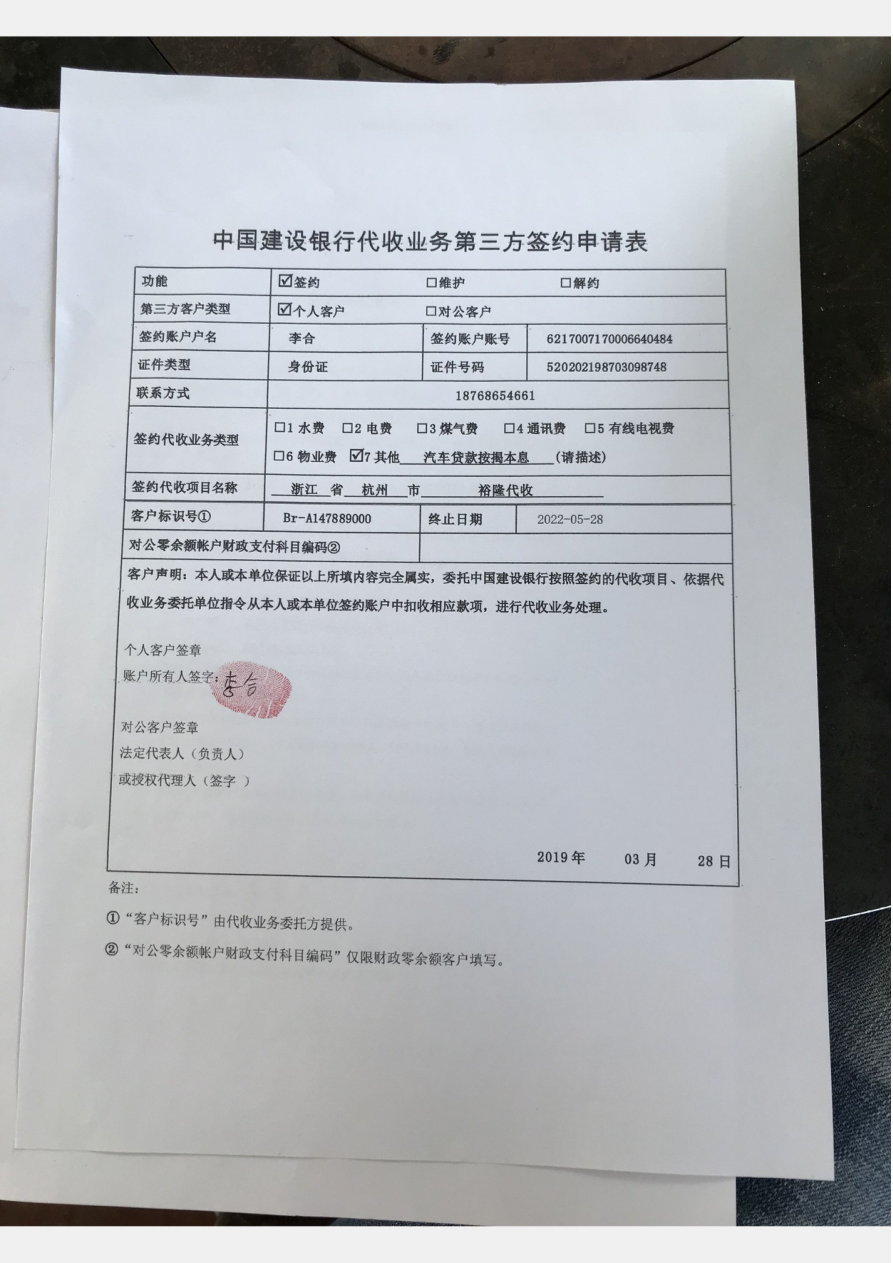 中国建设银行代收业务第三方签约申请表
功能 ☑签约 □维护 □解约
第三方客户类型 ☑个人客户 □对公客户
签约账户户名 李合 签约账户账号 6217007170006640484
证件类型 身份证 证件号码 520202198703098748
联系方式 18768654661
签约代收业务类型 □1 水费 □2 电费 □3 煤气费 □4 通讯费 □5 有线电视费
□6 物业费 ☑7 其他 汽车贷款按揭本息 (请描述)
签约代收项目名称 浙江 省 杭州 市 裕隆代收
客户标识号① Br-A147889000 终止日期 2022-05-28
对公零余额帐户财政支付科目编码②
客户声明：本人或本单位保证以上所填内容完全属实，委托中国建设银行按照签约的代收项目、依据代
收业务委托单位指令从本人或本单位签约账户中扣收相应款项，进行代收业务处理。
个人客户签章
账户所有人签字：李合
对公客户签章
法定代表人（负责人）
或授权代理人（签字 ）
2019 年 03 月 28 日
备注：
①“客户标识号”由代收业务委托方提供。
②“对公零余额帐户财政支付科目编码”仅限财政零余额客户填写。